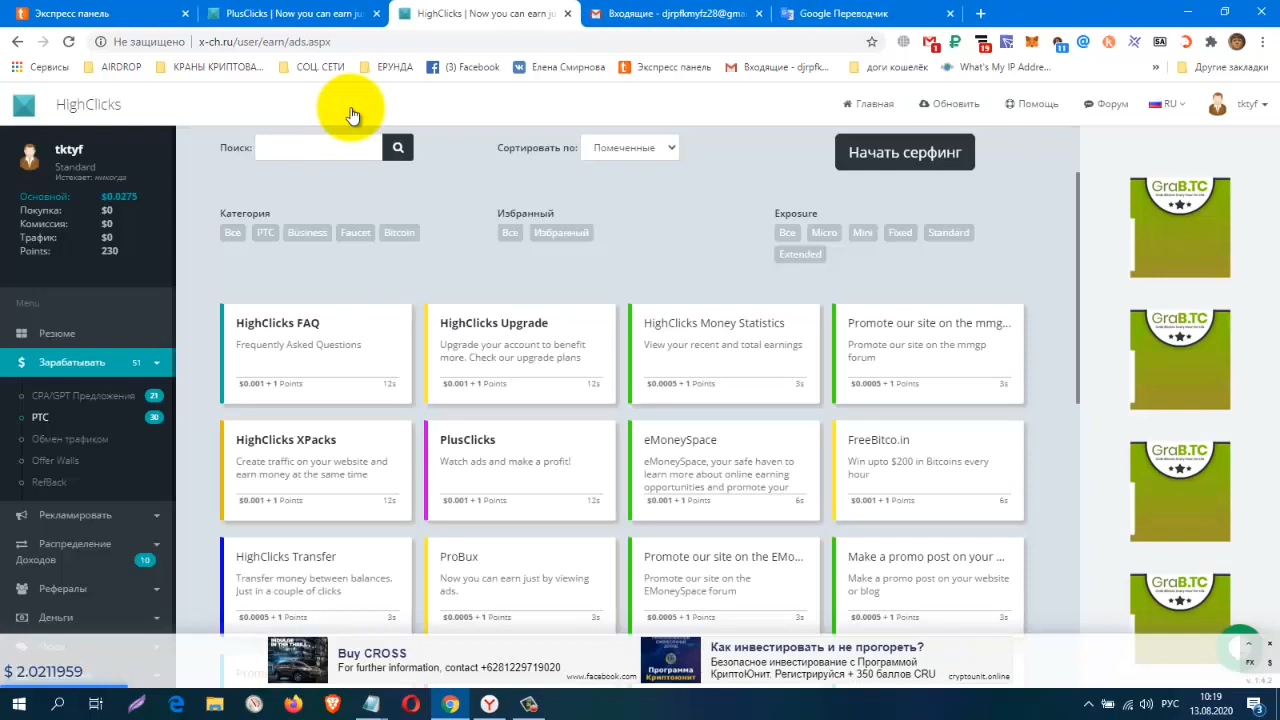 Экспресс панель
PlusClicks | Now you can earn ju
HighClicks | Now you can earn ju
Входящие - djrpfkmyfz28@gma
Google Переводчик
Не защищено | x-ch.ru/user/earn/ads.aspx
1
19
11
Сервисы
AIRDROP
КРАНЫ КРИПТОВА...
СОЦ. СЕТИ
ЕРУНДА
(3) Facebook
Елена Смирнова
Экспресс панель
Входящие - djrpfk...
доги кошелёк
What's My IP Address...
»
Другие закладки
HighClicks
Главная
Обновить
Помощь
Форум
RU
tktyf
tktyf
Standard
Истекает: никогда
Основной: $0.0275
Покупка: $0
Комиссия: $0
Трафик: $0
Points: 230
Menu
Резюме
Зарабатывать 51
CPA/GPT Предложения 21
PTC 30
Обмен трафиком
Offer Walls
RefBack
Рекламировать
Распределение
Доходов 10
Рефералы
Деньги
$ 2.0211959
Поиск:
Сортировать по: Помеченные
Начать серфинг
Категория
Все PTC Business Faucet Bitcoin
Избранный
Все Избранный
Exposure
Все Micro Mini Fixed Standard
Extended
HighClicks FAQ
Frequently Asked Questions
$0.001 + 1 Points 12s
HighClicks Upgrade
Upgrade your account to benefit
more. Check our upgrade plans
$0.001 + 1 Points 12s
HighClicks Money Statistics
View your recent and total earnings
$0.0005 + 1 Points 3s
Promote our site on the mmg...
Promote our site on the mmgp
forum
$0.0005 + 1 Points 3s
HighClicks XPacks
Create traffic on your website and
earn money at the same time
$0.001 + 1 Points 12s
PlusClicks
Watch ads and make a profit!
$0.001 + 1 Points 12s
eMoneySpace
eMoneySpace, your safe haven to
learn more about online earning
opportunities and promote your
$0.001 + 1 Points 6s
FreeBitco.in
Win upto $200 in Bitcoins every
hour
$0.001 + 1 Points 6s
HighClicks Transfer
Transfer money between balances.
Just in a couple of clicks
$0.0005 + 1 Points 3s
ProBux
Now you can earn just by viewing
ads.
$0.0005 + 1 Points 3s
Promote our site on the EMo...
Promote our site on the
EMoneySpace forum
$0.0005 + 1 Points 3s
Make a promo post on your ...
Make a promo post on your website
or blog
$0.0005 + 1 Points 3s
GraB.TC
GraB.TC
GraB.TC
GraB.TC
Buy CROSS
For further information, contact +6281229719020
www.facebook.com
Программа
Криптоюнит
Как инвестировать и не прогореть?
Безопасное инвестирование с Программой
КриптоЮнит. Регистрируйся + 350 баллов CRU
cryptounit.online
FX S
v. 1.4.2
РУС
10:19
13.08.2020
3